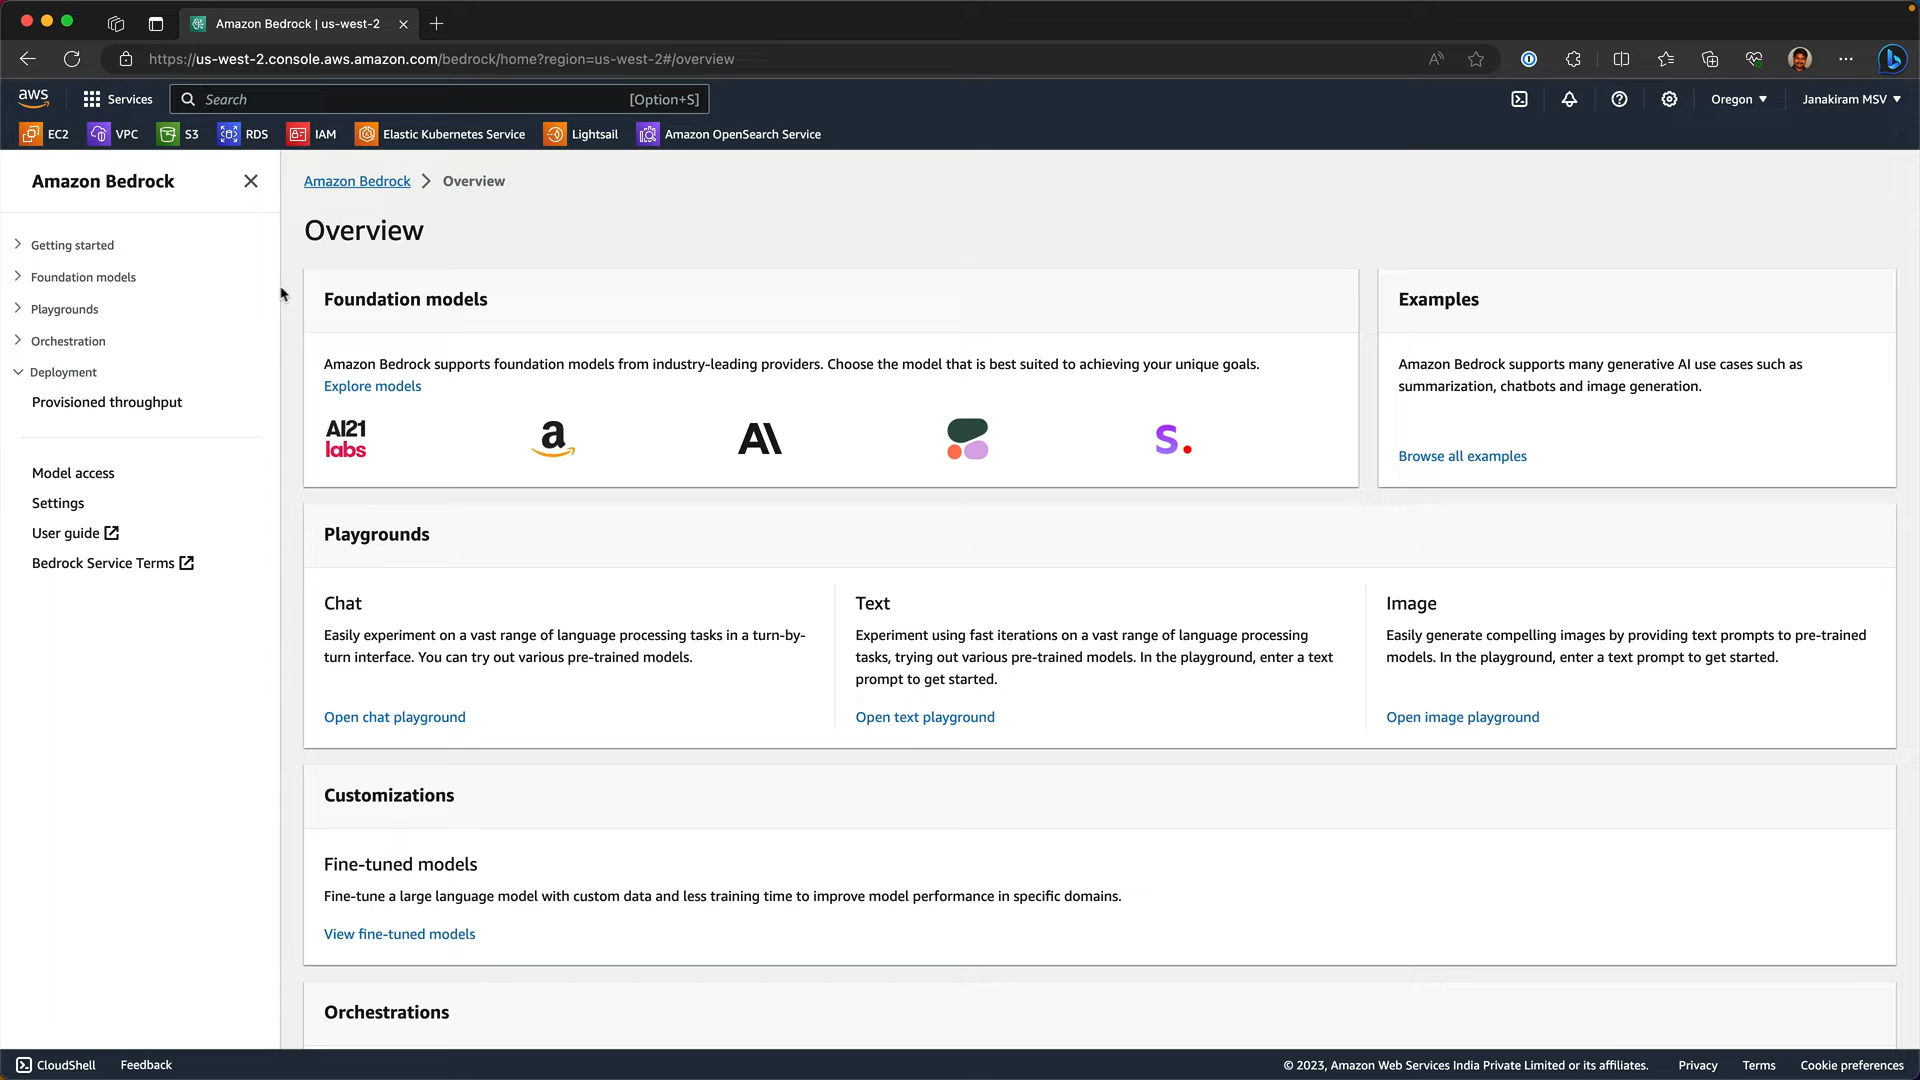 Amazon Bedrock | us-west-2
https://us-west-2.console.aws.amazon.com/bedrock/home?region=us-west-2#/overview
aws
Services
Search
[Option+S]
Oregon
Janakiram MSV
EC2
VPC
S3
RDS
IAM
Elastic Kubernetes Service
Lightsail
Amazon OpenSearch Service
Amazon Bedrock
Getting started
Foundation models
Playgrounds
Orchestration
Deployment
Provisioned throughput
Model access
Settings
User guide
Bedrock Service Terms
Amazon Bedrock > Overview
Overview
Foundation models
Amazon Bedrock supports foundation models from industry-leading providers. Choose the model that is best suited to achieving your unique goals.
Explore models
AI21
labs
a
A\
S.
Examples
Amazon Bedrock supports many generative AI use cases such as
summarization, chatbots and image generation.
Browse all examples
Playgrounds
Chat
Easily experiment on a vast range of language processing tasks in a turn-by-
turn interface. You can try out various pre-trained models.
Open chat playground
Text
Experiment using fast iterations on a vast range of language processing
tasks, trying out various pre-trained models. In the playground, enter a text
prompt to get started.
Open text playground
Image
Easily generate compelling images by providing text prompts to pre-trained
models. In the playground, enter a text prompt to get started.
Open image playground
Customizations
Fine-tuned models
Fine-tune a large language model with custom data and less training time to improve model performance in specific domains.
View fine-tuned models
Orchestrations
CloudShell
Feedback
© 2023, Amazon Web Services India Private Limited or its affiliates.
Privacy
Terms
Cookie preferences